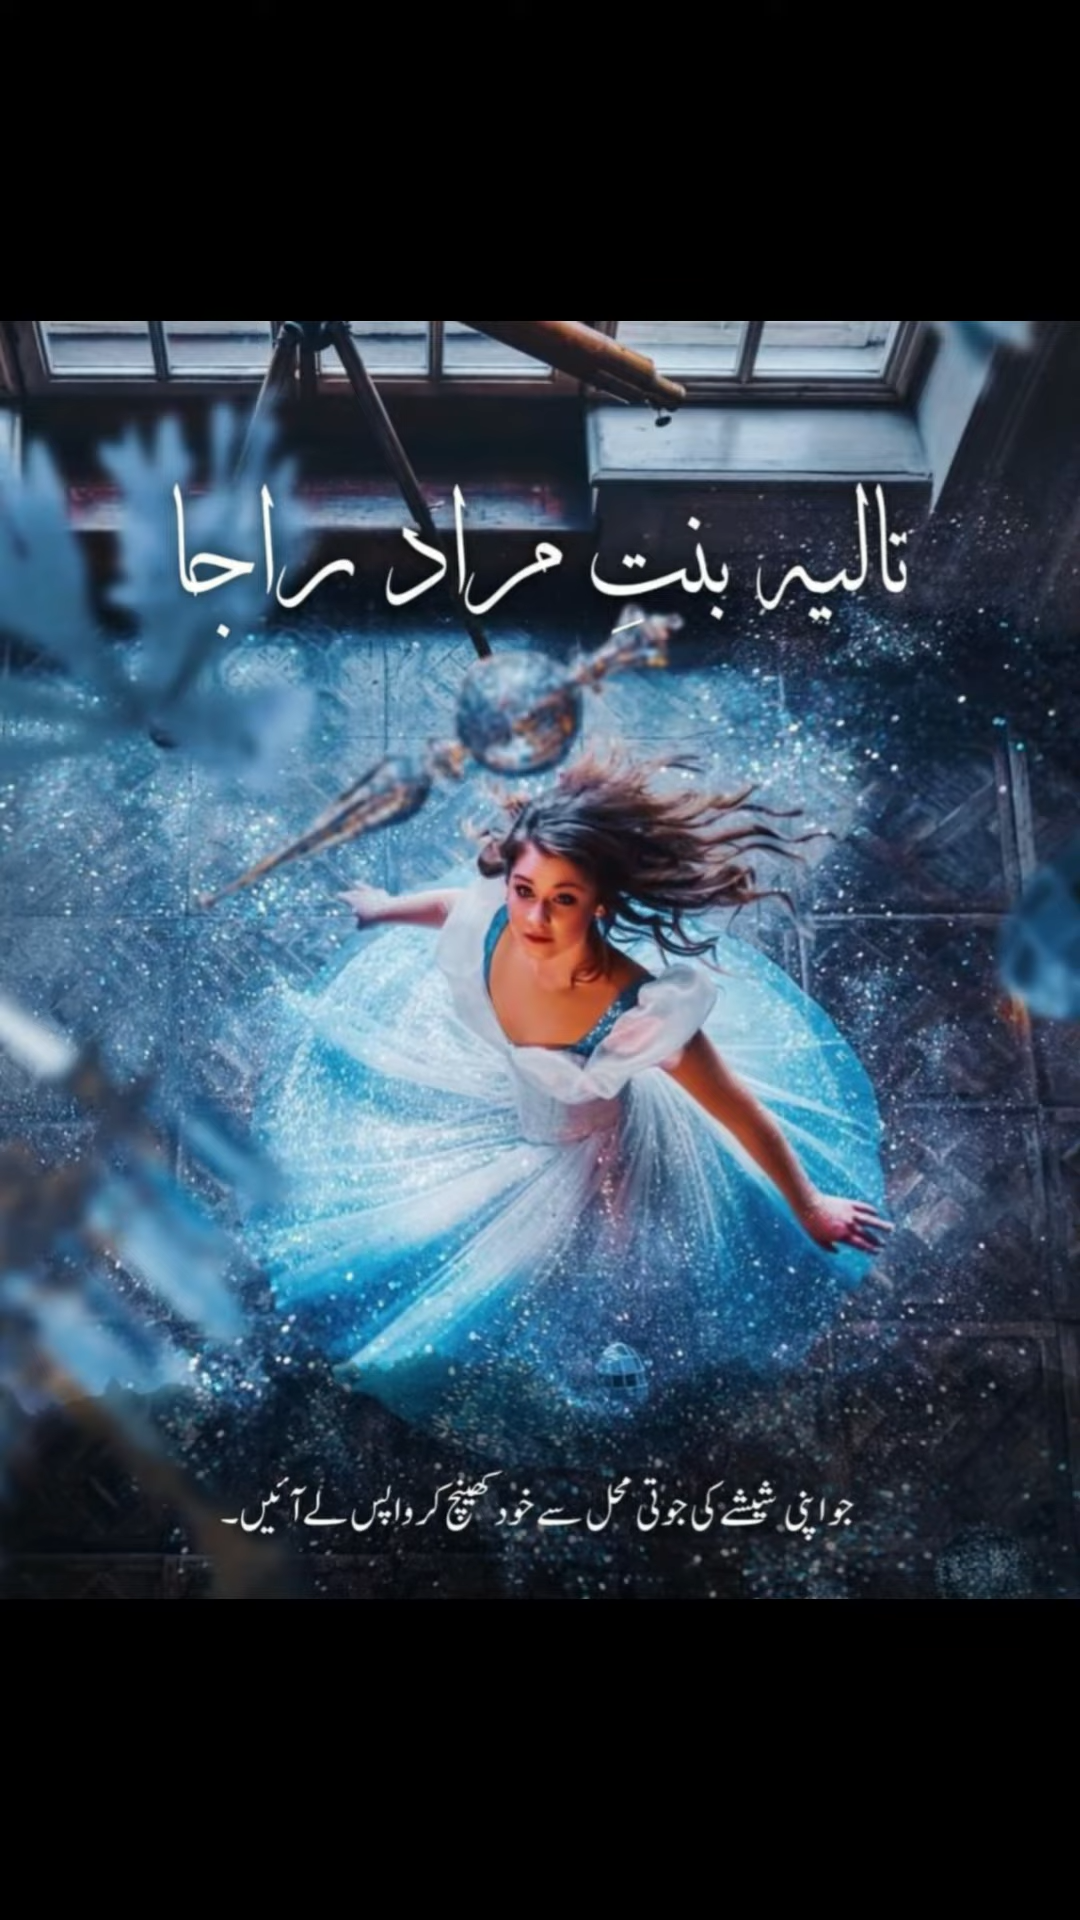 تالیہ بنتِ مراد راجا
جو اپنی شیشے کی جوتی محل سے خود کھینچ کر واپس لے آئیں۔